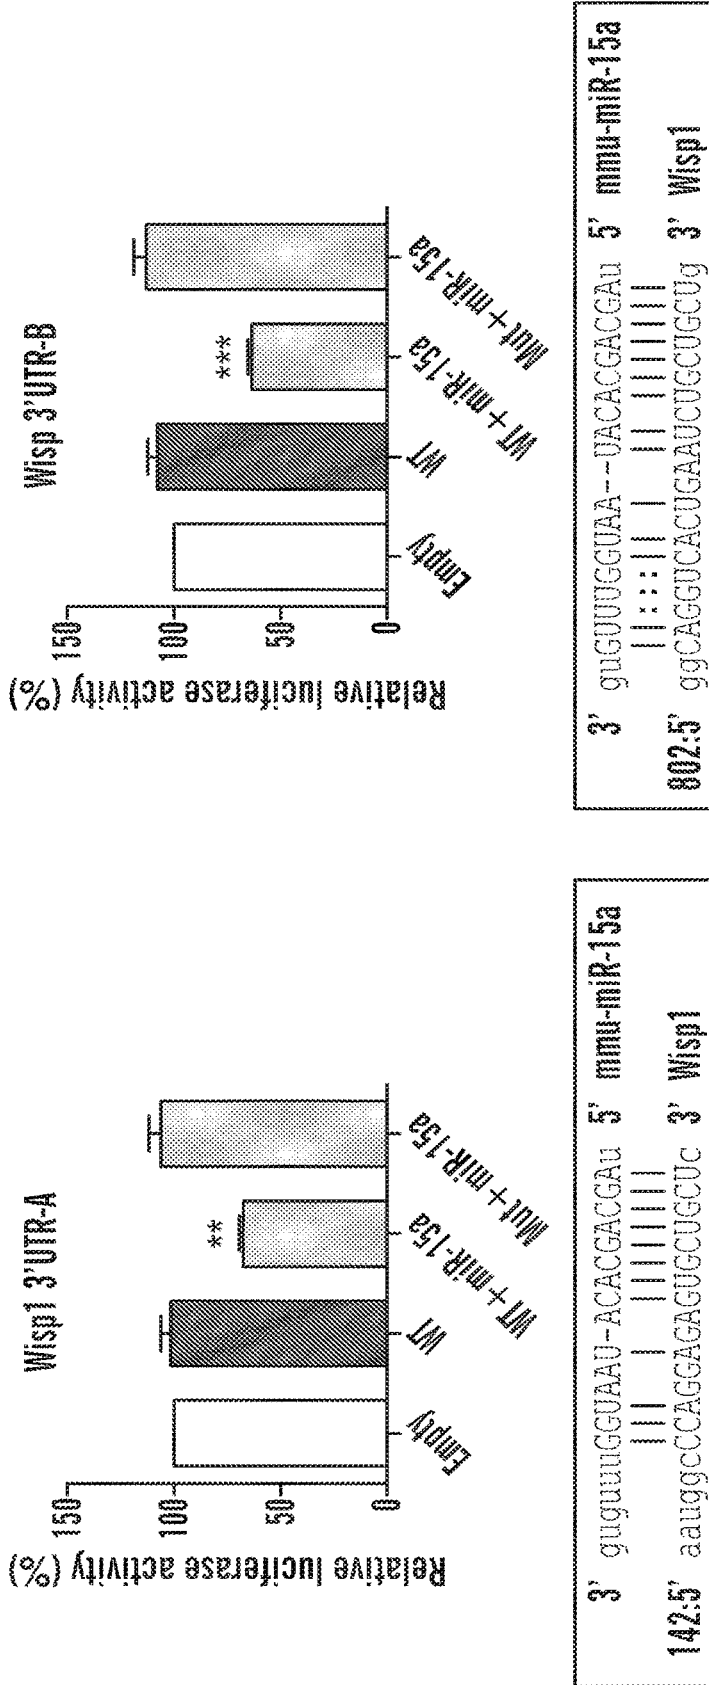 Wisp1 3'UTR-A
Relative luciferase activity (%)
150
100
50
0
Empty
WT
WT + miR-15a
Mut + miR-15a
**
3' guguuuGGUAAU-ACACGACGAu 5' mmu-miR-15a
142:5' aauggcCCAGGAGAGUGCUGCUc 3' Wisp1
Wisp 3'UTR-B
Relative luciferase activity (%)
150
100
50
0
Empty
WT
WT + miR-15a
Mut + miR-15a
***
3' guGUUUGGUAA--UACACGACGAu 5' mmu-miR-15a
802:5' ggCAGGUCACUGAAUCUGCUGCUg 3' Wisp1